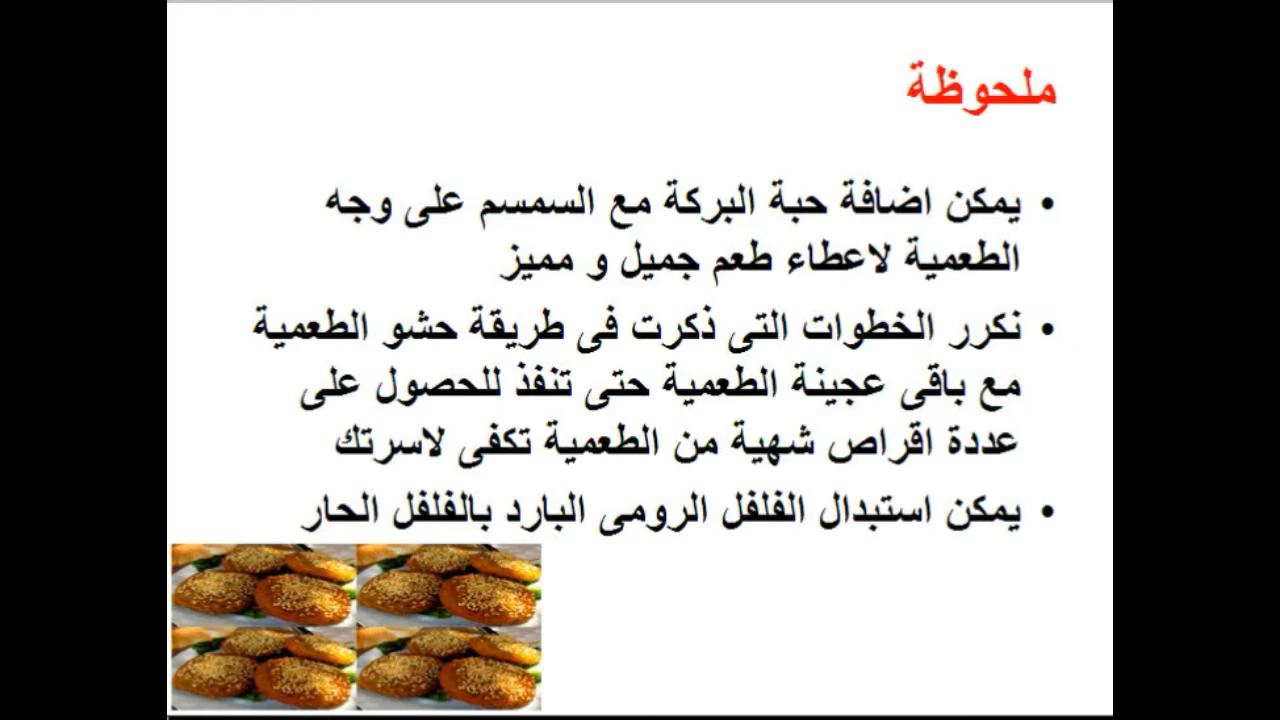 ملحوظة
• يمكن اضافة حبة البركة مع السمسم على وجه
الطعمية لاعطاء طعم جميل و مميز
• نكرر الخطوات التى ذكرت فى طريقة حشو الطعمية
مع باقى عجينة الطعمية حتى تنفذ للحصول على
عددة اقراص شهية من الطعمية تكفى لاسرتك
• يمكن استبدال الفلفل الرومى البارد بالفلفل الحار